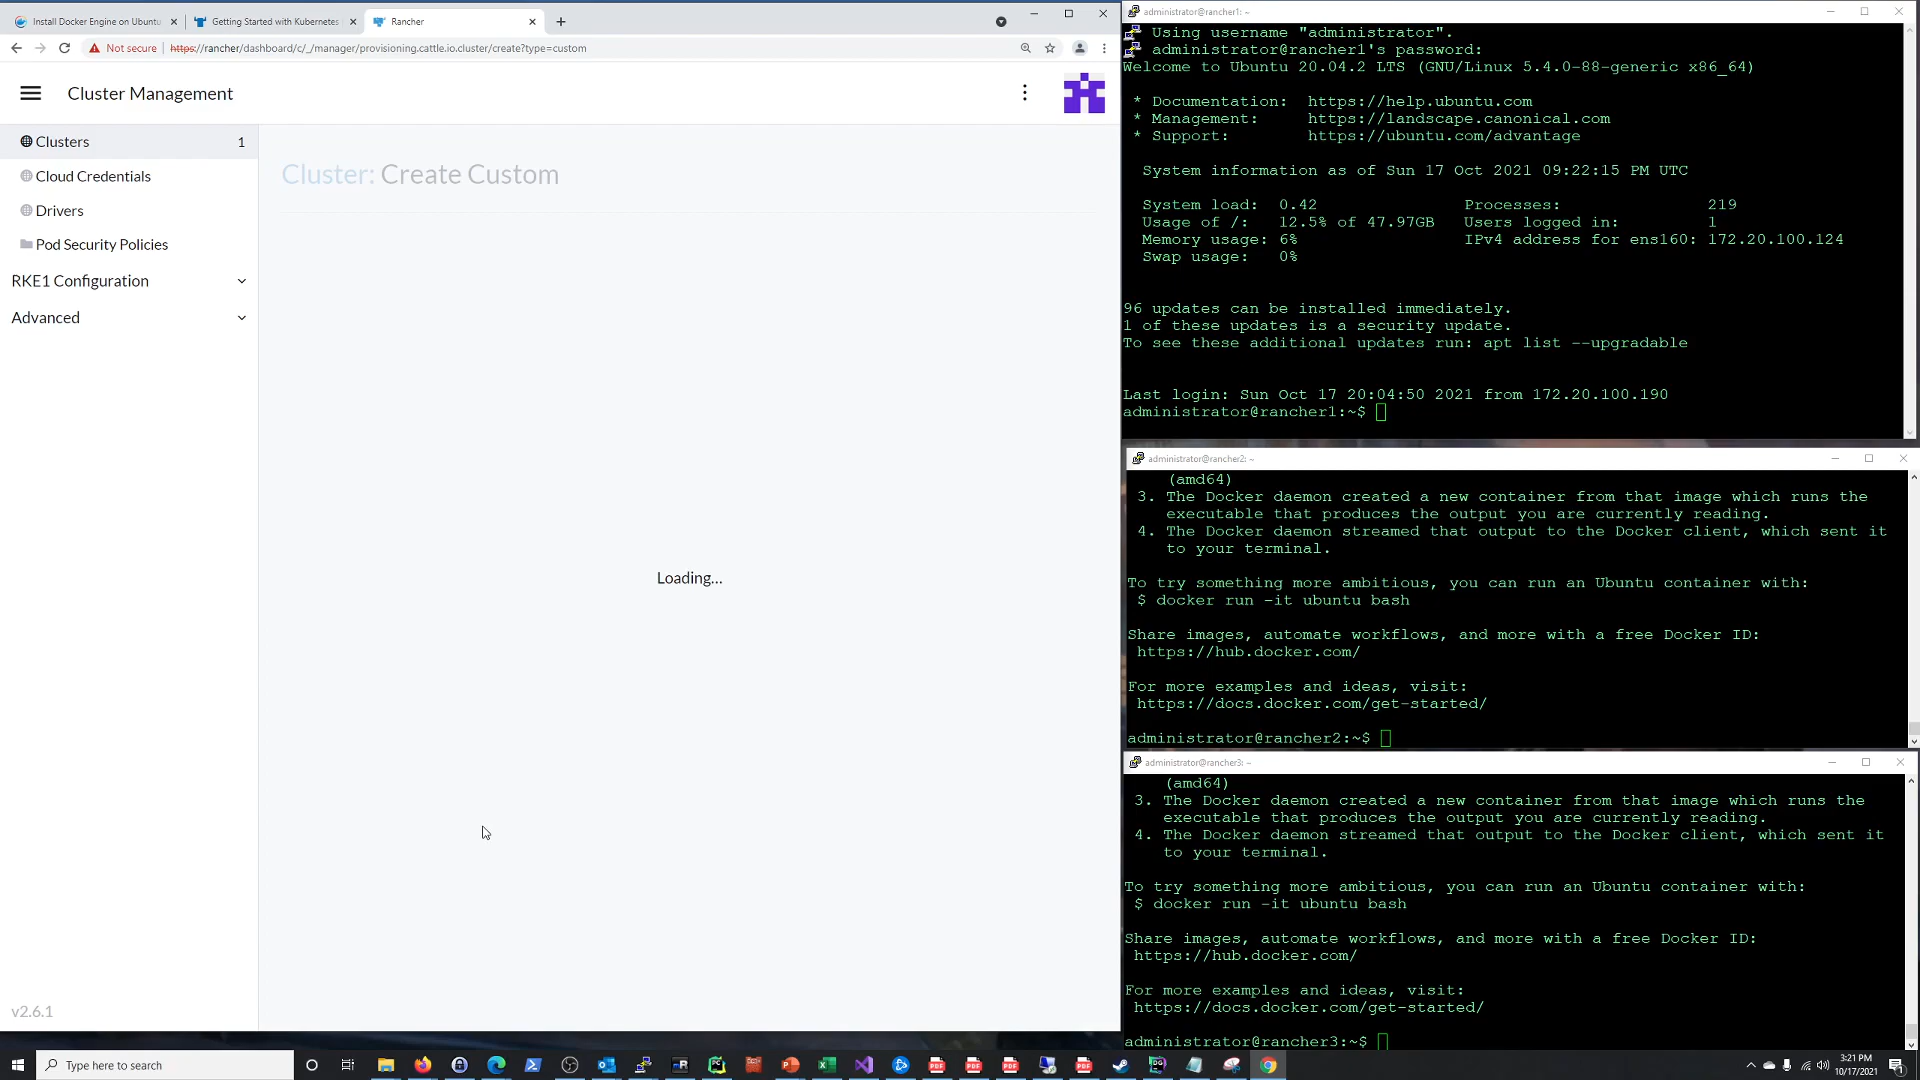 Install Docker Engine on Ubuntu
Getting Started with Kubernetes
Rancher
Not secure
https://rancher/dashboard/c/_/manager/provisioning.cattle.io.cluster/create?type=custom
Cluster Management
Clusters 1
Cloud Credentials
Drivers
Pod Security Policies
RKE1 Configuration
Advanced
Cluster: Create Custom
Loading...
v2.6.1
administrator@rancher1: ~
Using username "administrator".
administrator@rancher1's password:
Welcome to Ubuntu 20.04.2 LTS (GNU/Linux 5.4.0-88-generic x86_64)
* Documentation: https://help.ubuntu.com
* Management: https://landscape.canonical.com
* Support: https://ubuntu.com/advantage
System information as of Sun 17 Oct 2021 09:22:15 PM UTC
System load: 0.42 Processes: 219
Usage of /: 12.5% of 47.97GB Users logged in: 1
Memory usage: 6% IPv4 address for ens160: 172.20.100.124
Swap usage: 0%
96 updates can be installed immediately.
1 of these updates is a security update.
To see these additional updates run: apt list --upgradable
Last login: Sun Oct 17 20:04:50 2021 from 172.20.100.190
administrator@rancher1:~$
administrator@rancher2: ~
(amd64)
3. The Docker daemon created a new container from that image which runs the
executable that produces the output you are currently reading.
4. The Docker daemon streamed that output to the Docker client, which sent it
to your terminal.
To try something more ambitious, you can run an Ubuntu container with:
$ docker run -it ubuntu bash
Share images, automate workflows, and more with a free Docker ID:
https://hub.docker.com/
For more examples and ideas, visit:
https://docs.docker.com/get-started/
administrator@rancher2:~$
administrator@rancher3: ~
(amd64)
3. The Docker daemon created a new container from that image which runs the
executable that produces the output you are currently reading.
4. The Docker daemon streamed that output to the Docker client, which sent it
to your terminal.
To try something more ambitious, you can run an Ubuntu container with:
$ docker run -it ubuntu bash
Share images, automate workflows, and more with a free Docker ID:
https://hub.docker.com/
For more examples and ideas, visit:
https://docs.docker.com/get-started/
administrator@rancher3:~$
Type here to search
3:21 PM
10/17/2021